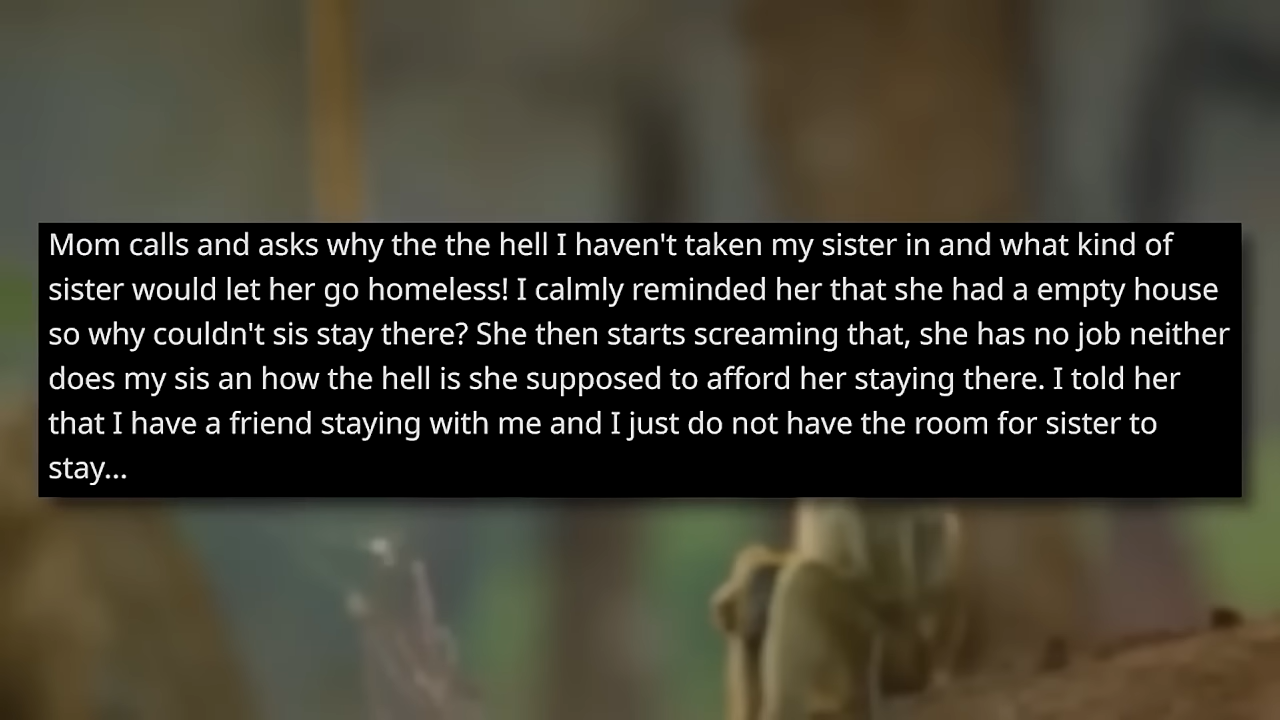 Mom calls and asks why the the hell I haven't taken my sister in and what kind of
sister would let her go homeless! I calmly reminded her that she had a empty house
so why couldn't sis stay there? She then starts screaming that, she has no job neither
does my sis an how the hell is she supposed to afford her staying there. I told her
that I have a friend staying with me and I just do not have the room for sister to
stay...